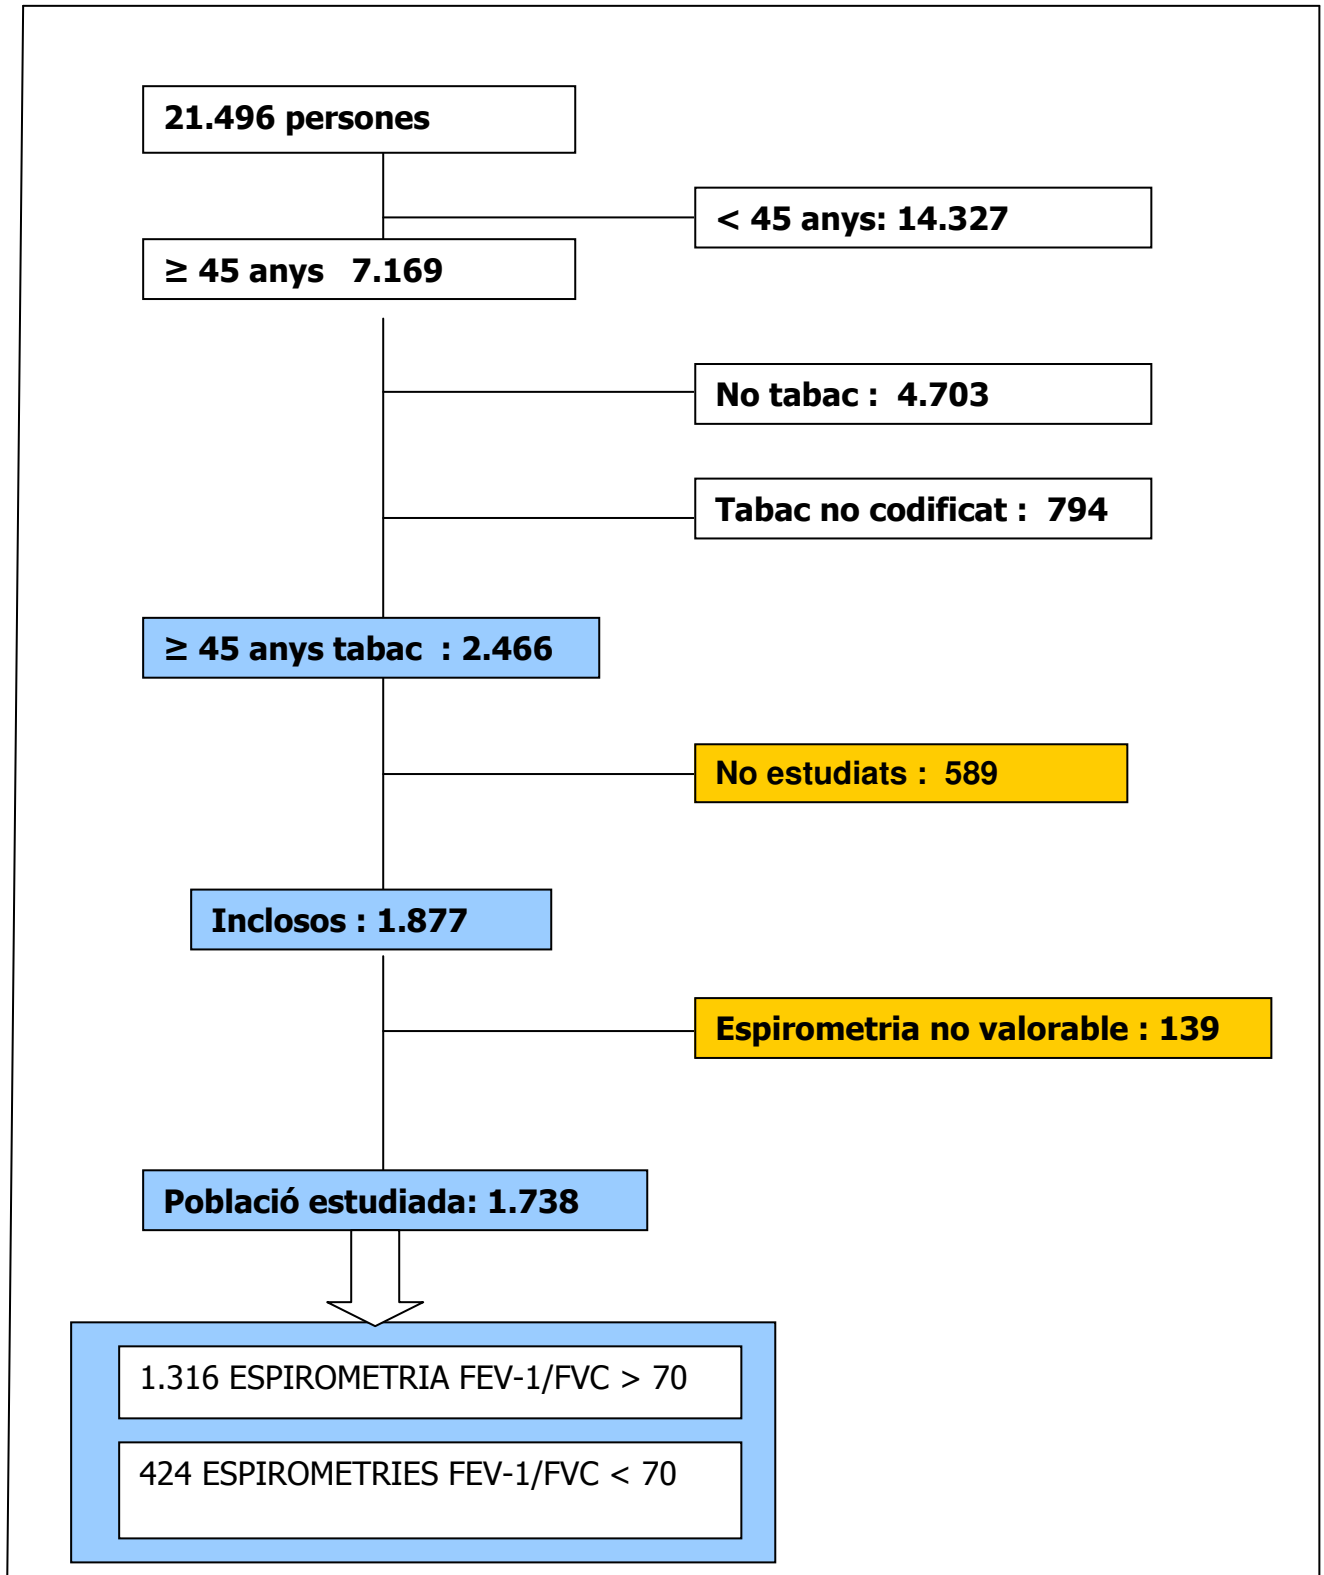 21.496 persones
< 45 anys: 14.327
≥ 45 anys 7.169
No tabac : 4.703
Tabac no codificat : 794
≥ 45 anys tabac : 2.466
No estudiats : 589
Inclosos : 1.877
Espirometria no valorable : 139
Població estudiada: 1.738
1.316 ESPIROMETRIA FEV-1/FVC > 70
424 ESPIROMETRIES FEV-1/FVC < 70